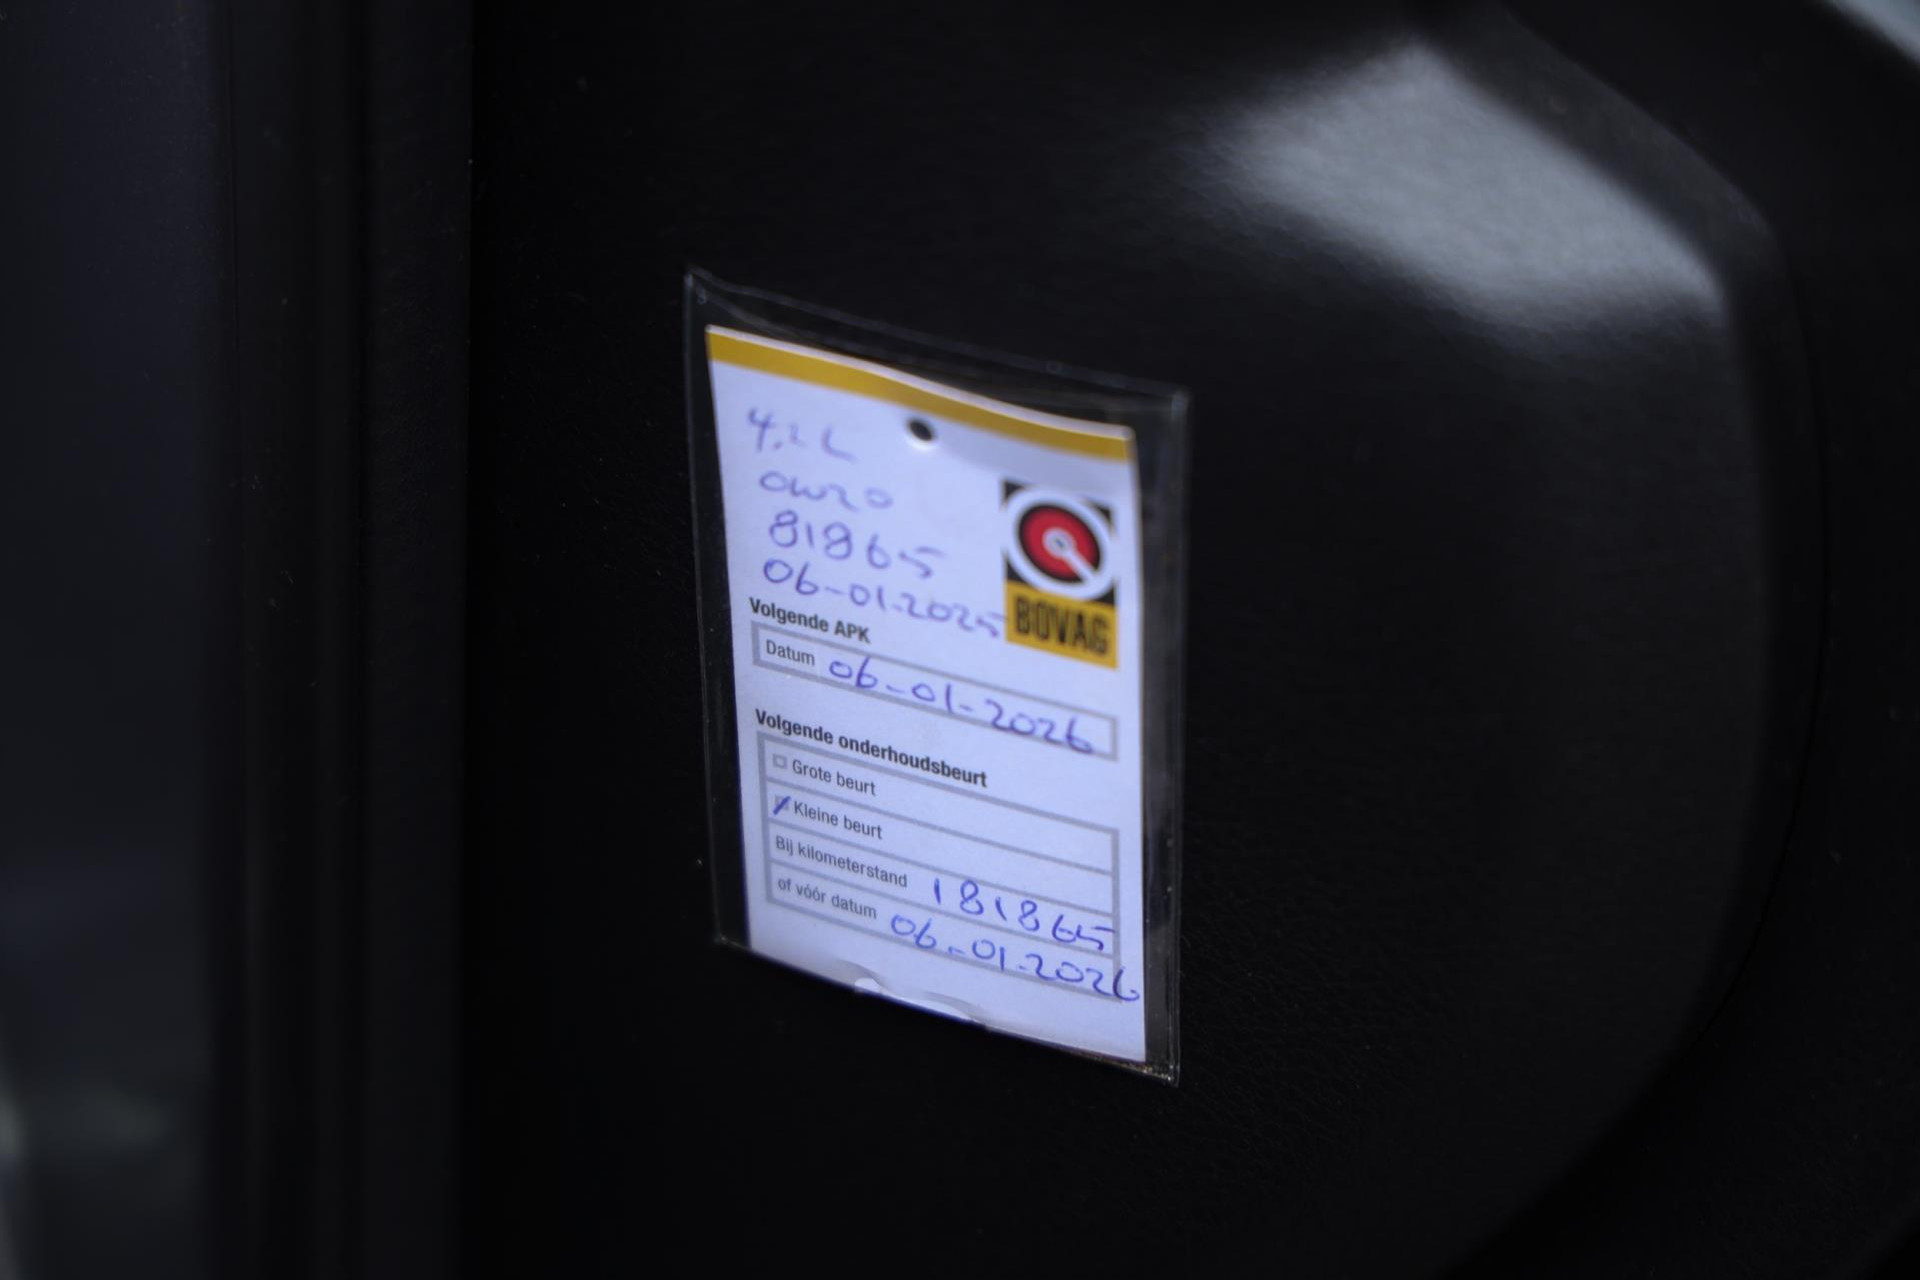 4,2 L
0W20
81865
06-01-2025
BOVAG
Volgende APK
Datum 06-01-2026
Volgende onderhoudsbeurt
Grote beurt
Kleine beurt
Bij kilometerstand 181865
of vóór datum 06-01-2026